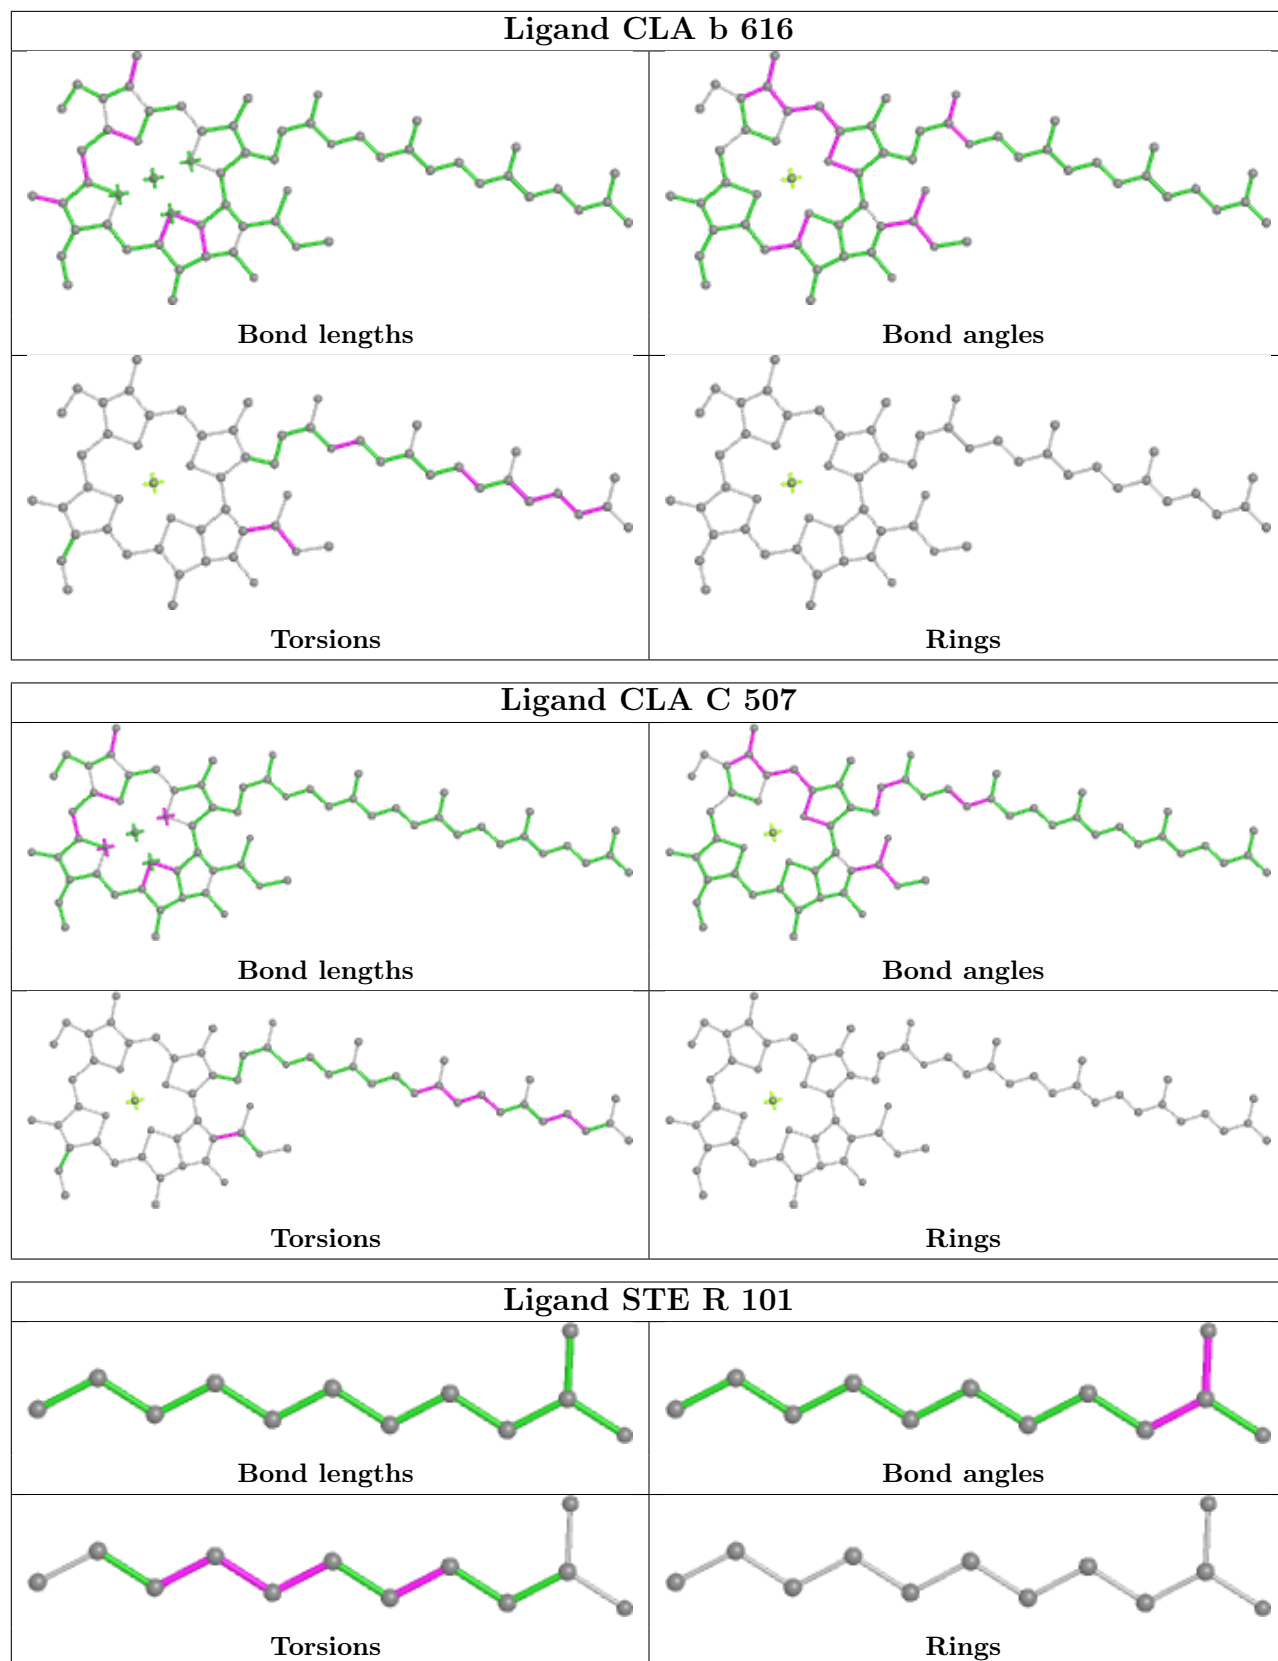 Ligand CLA b 616
Bond lengths
Bond angles
Torsions
Rings
Ligand CLA C 507
Bond lengths
Bond angles
Torsions
Rings
Ligand STE R 101
Bond lengths
Bond angles
Torsions
Rings